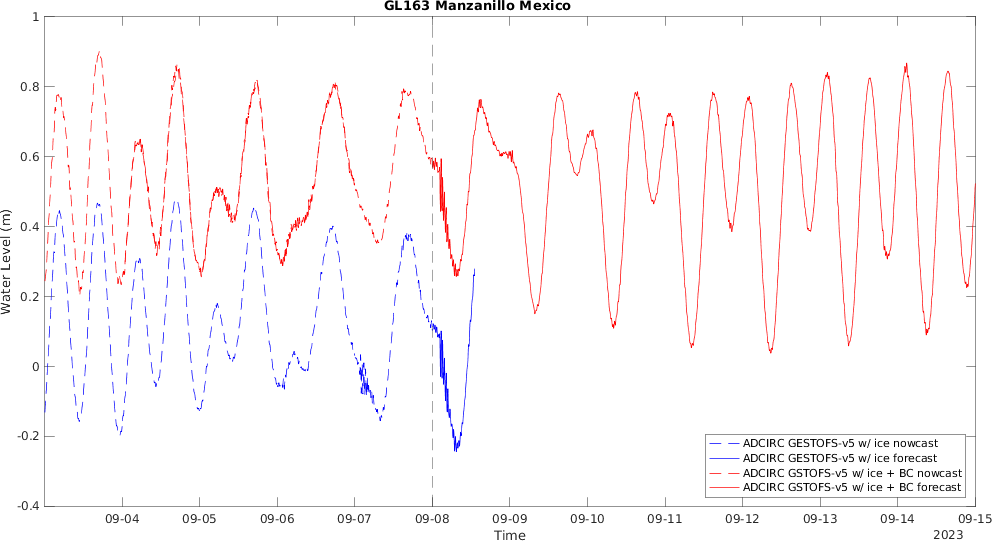 GL163 Manzanillo Mexico
1
0.8
0.6
0.4
0.2
0
-0.2
-0.4
Water Level (m)
ADCIRC GESTOFS-v5 w/ ice nowcast
ADCIRC GESTOFS-v5 w/ ice forecast
ADCIRC GSTOFS-v5 w/ ice + BC nowcast
ADCIRC GSTOFS-v5 w/ ice + BC forecast
09-04 09-05 09-06 09-07 09-08 09-09 09-10 09-11 09-12 09-13 09-14 09-15
Time
2023